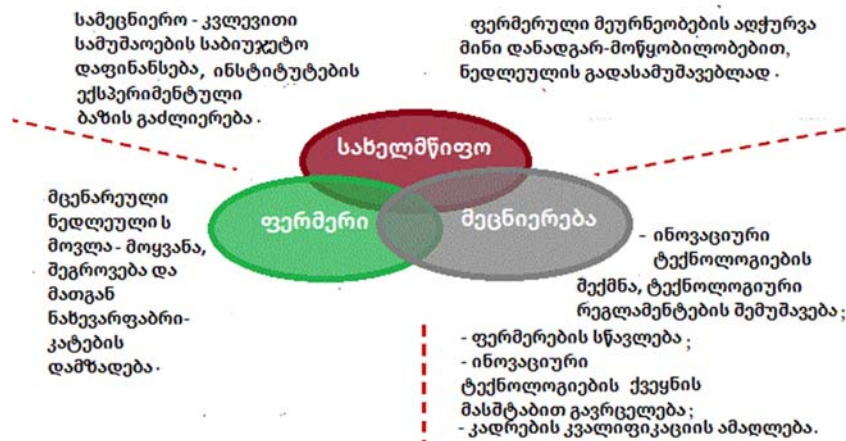 სამეცნიერო - კვლევითი
სამუშაოების საბიუჯეტო
დაფინანსება, ინსტიტუტების
ექსპერიმენტული
ბაზის გაძლიერება .
ფერმერული მეურნეობების აღჭურვა
მინი დანადგარ-მოწყობილობებით,
ნედლეულის გადასამუშავებლად .
სახელმწიფო
ფერმერი
მეცნიერება
მცენარეული
ნედლეულის
მოვლა - მოყვანა,
შეგროვება და
მათგან
ნახევარფაბრი-
კატების
დამზადება .
- ინოვაციური
ტექნოლოგიების
შექმნა, ტექნოლოგიური
რეგლამენტების შემუშავება ;
- ფერმერების სწავლება ;
- ინოვაციური
ტექნოლოგიების ქვეყნის
მასშტაბით გავრცელება ;
- კადრების კვალიფიკაციის ამაღლება.